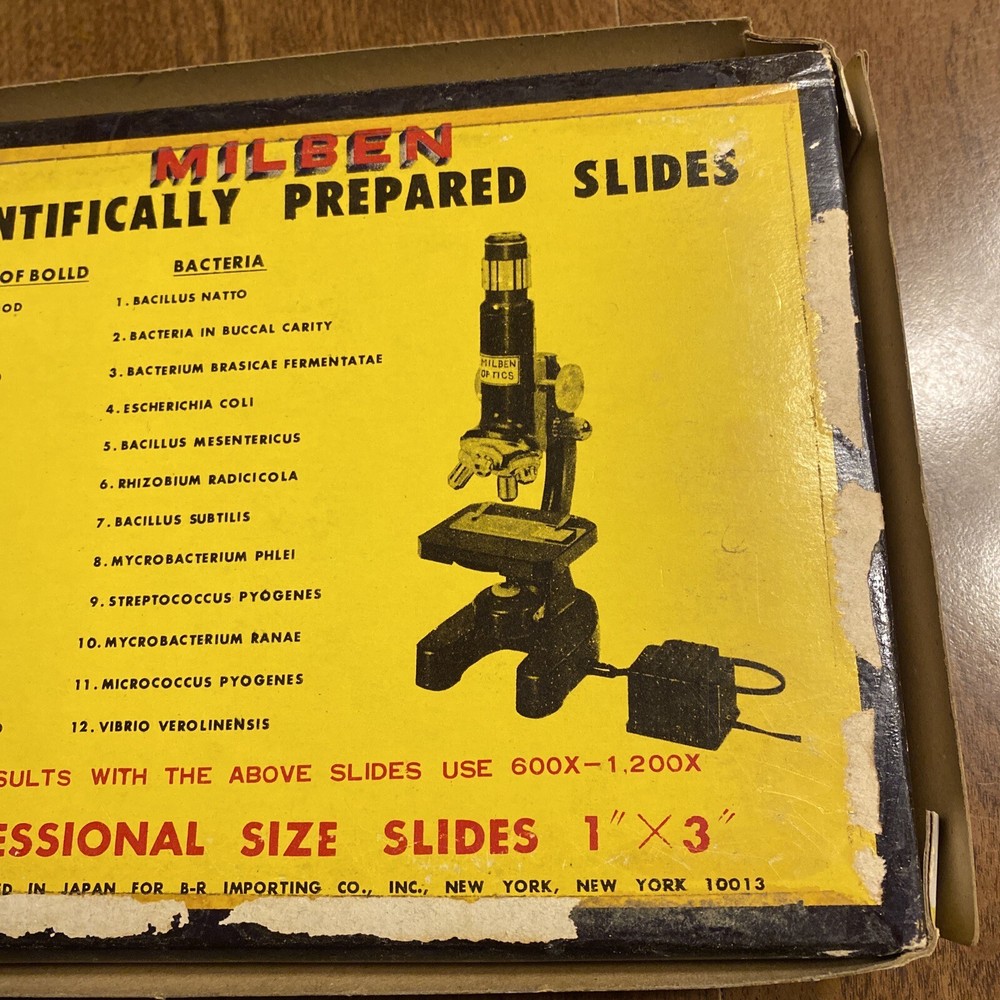 MILBEN
NTIFICALLY PREPARED SLIDES
OF BOLLD
OOD
BACTERIA
1. BACILLUS NATTO
2. BACTERIA IN BUCCAL CARITY
3. BACTERIUM BRASICAE FERMENTATAE
4. ESCHERICHIA COLI
5. BACILLUS MESENTERICUS
6. RHIZOBIUM RADICICOLA
7. BACILLUS SUBTILIS
8. MYCROBACTERIUM PHLEI
9. STREPTOCOCCUS PYOGENES
10. MYCROBACTERIUM RANAE
11. MICROCOCCUS PYOGENES
12. VIBRIO VEROLINENSIS
MILBEN
OPTICS
SULTS WITH THE ABOVE SLIDES USE 600X–1,200X
ESSIONAL SIZE SLIDES 1" X 3"
ED IN JAPAN FOR B-R IMPORTING CO., INC., NEW YORK, NEW YORK 10013